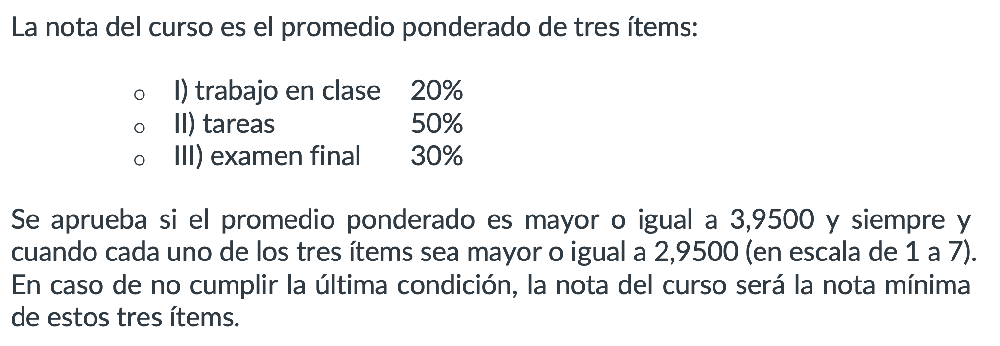 La nota del curso es el promedio ponderado de tres ítems:
○ I) trabajo en clase 20%
○ II) tareas 50%
○ III) examen final 30%
Se aprueba si el promedio ponderado es mayor o igual a 3,9500 y siempre y
cuando cada uno de los tres ítems sea mayor o igual a 2,9500 (en escala de 1 a 7).
En caso de no cumplir la última condición, la nota del curso será la nota mínima
de estos tres ítems.